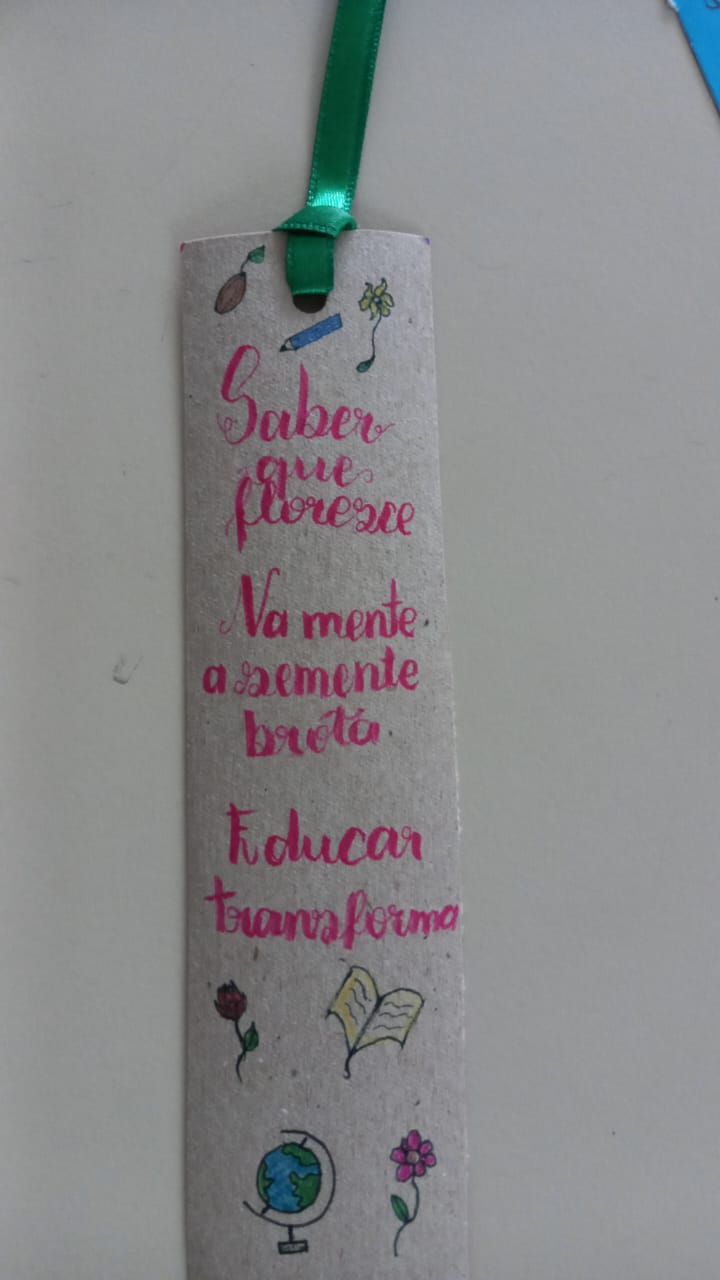 Saber
que
floresce
Na mente
a semente
brota
Educar
transforma